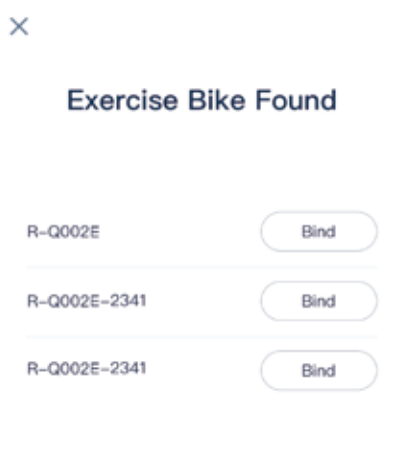 Exercise Bike Found
R-Q002E Bind
R-Q002E-2341 Bind
R-Q002E-2341 Bind